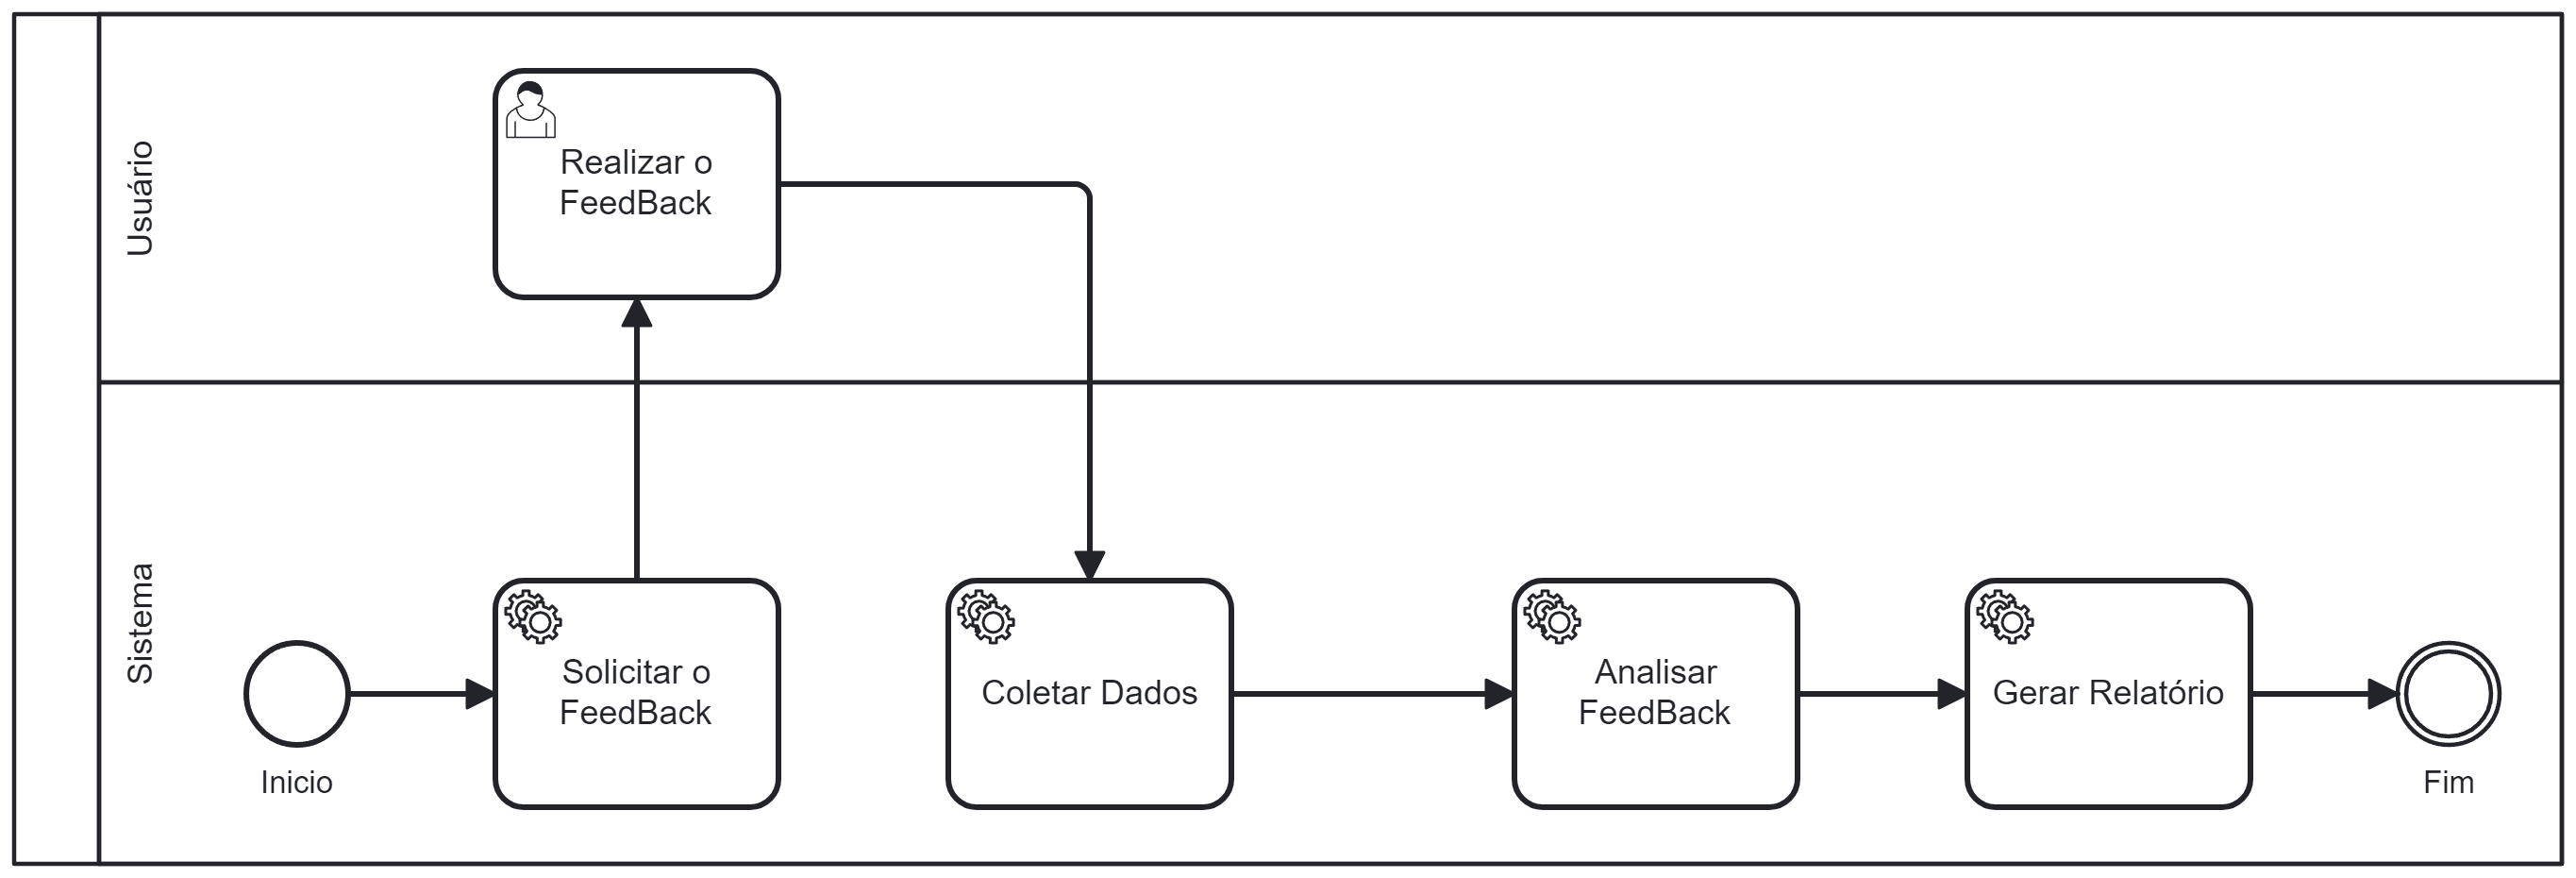 Usuário
Realizar o
FeedBack
Sistema
Inicio
Solicitar o
FeedBack
Coletar Dados
Analisar
FeedBack
Gerar Relatório
Fim